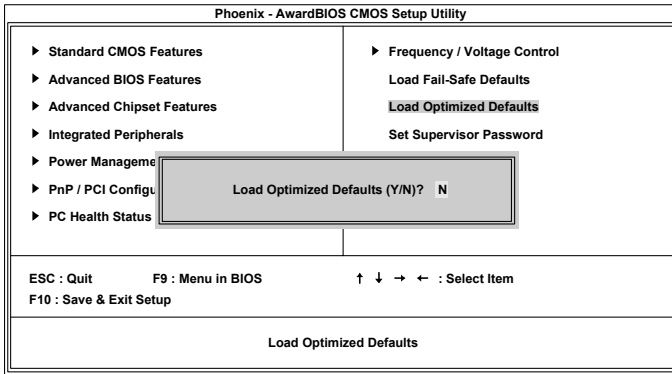 Phoenix - AwardBIOS CMOS Setup Utility
Standard CMOS Features
Advanced BIOS Features
Advanced Chipset Features
Integrated Peripherals
Power Manageme
PnP / PCI Configu
PC Health Status
Frequency / Voltage Control
Load Fail-Safe Defaults
Load Optimized Defaults
Set Supervisor Password
Load Optimized Defaults (Y/N)? N
ESC : Quit F9 : Menu in BIOS ↑ ↓ → ← : Select Item
F10 : Save & Exit Setup
Load Optimized Defaults